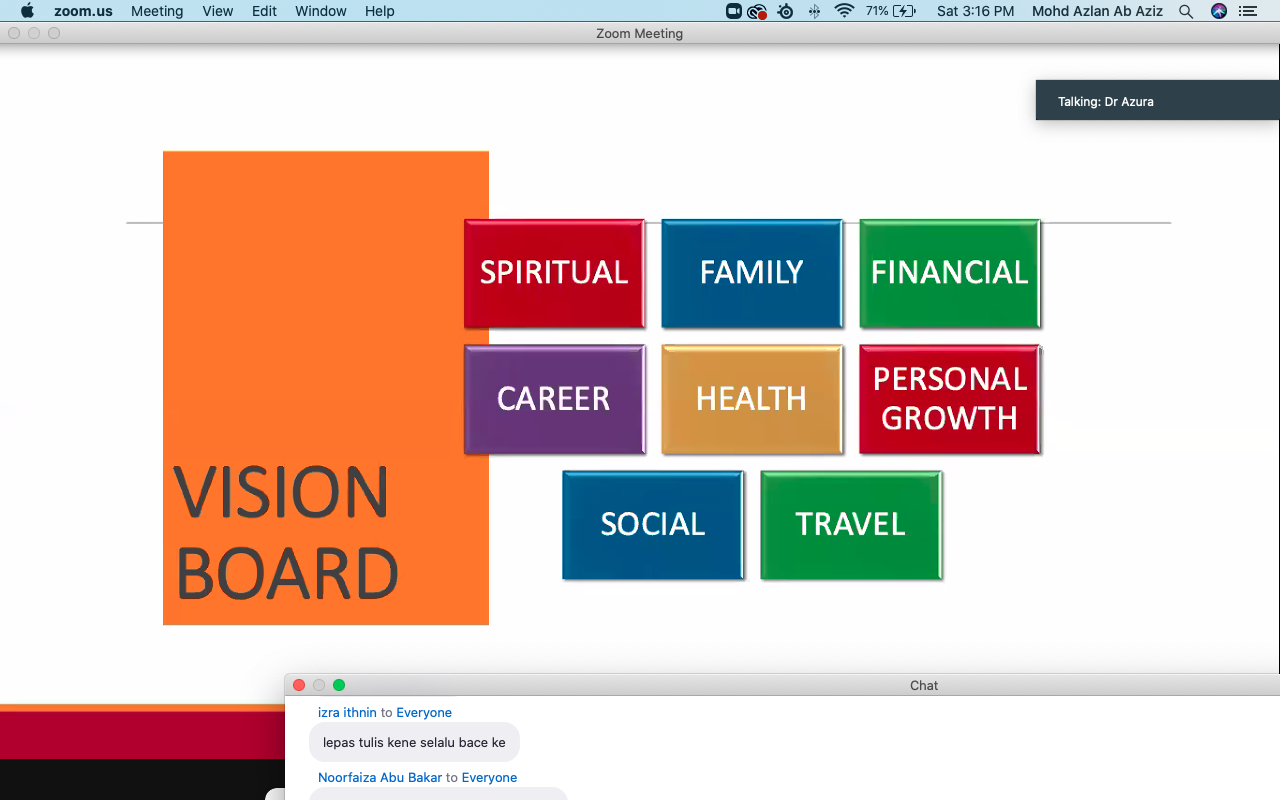 zoom.us Meeting View Edit Window Help 71% Sat 3:16 PM Mohd Azlan Ab Aziz
Zoom Meeting
Talking: Dr Azura
SPIRITUAL FAMILY FINANCIAL
CAREER HEALTH PERSONAL GROWTH
SOCIAL TRAVEL
VISION
BOARD
Chat
izra ithnin to Everyone
lepas tulis kene selalu bace ke
Noorfaiza Abu Bakar to Everyone